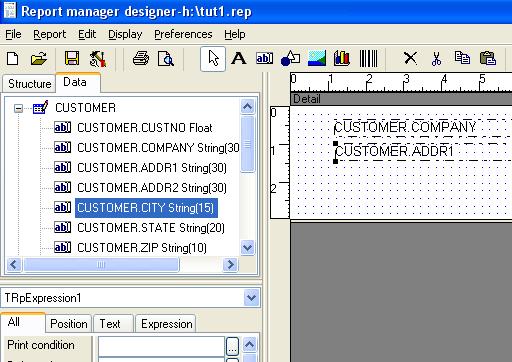 Report manager designer-h:\tut1.rep
File Report Edit Display Preferences Help
A
Structure Data
0 1 2 3 4 5
Detail
CUSTOMER
CUSTOMER.CUSTNO Float
CUSTOMER.COMPANY String(30
CUSTOMER.ADDR1 String(30)
CUSTOMER.ADDR2 String(30)
CUSTOMER.CITY String(15)
CUSTOMER.STATE String(20)
CUSTOMER.ZIP String(10)
0
CUSTOMER.COMPANY
1
CUSTOMER.ADDR1
2
TRpExpression1
All Position Text Expression
Print condition ...